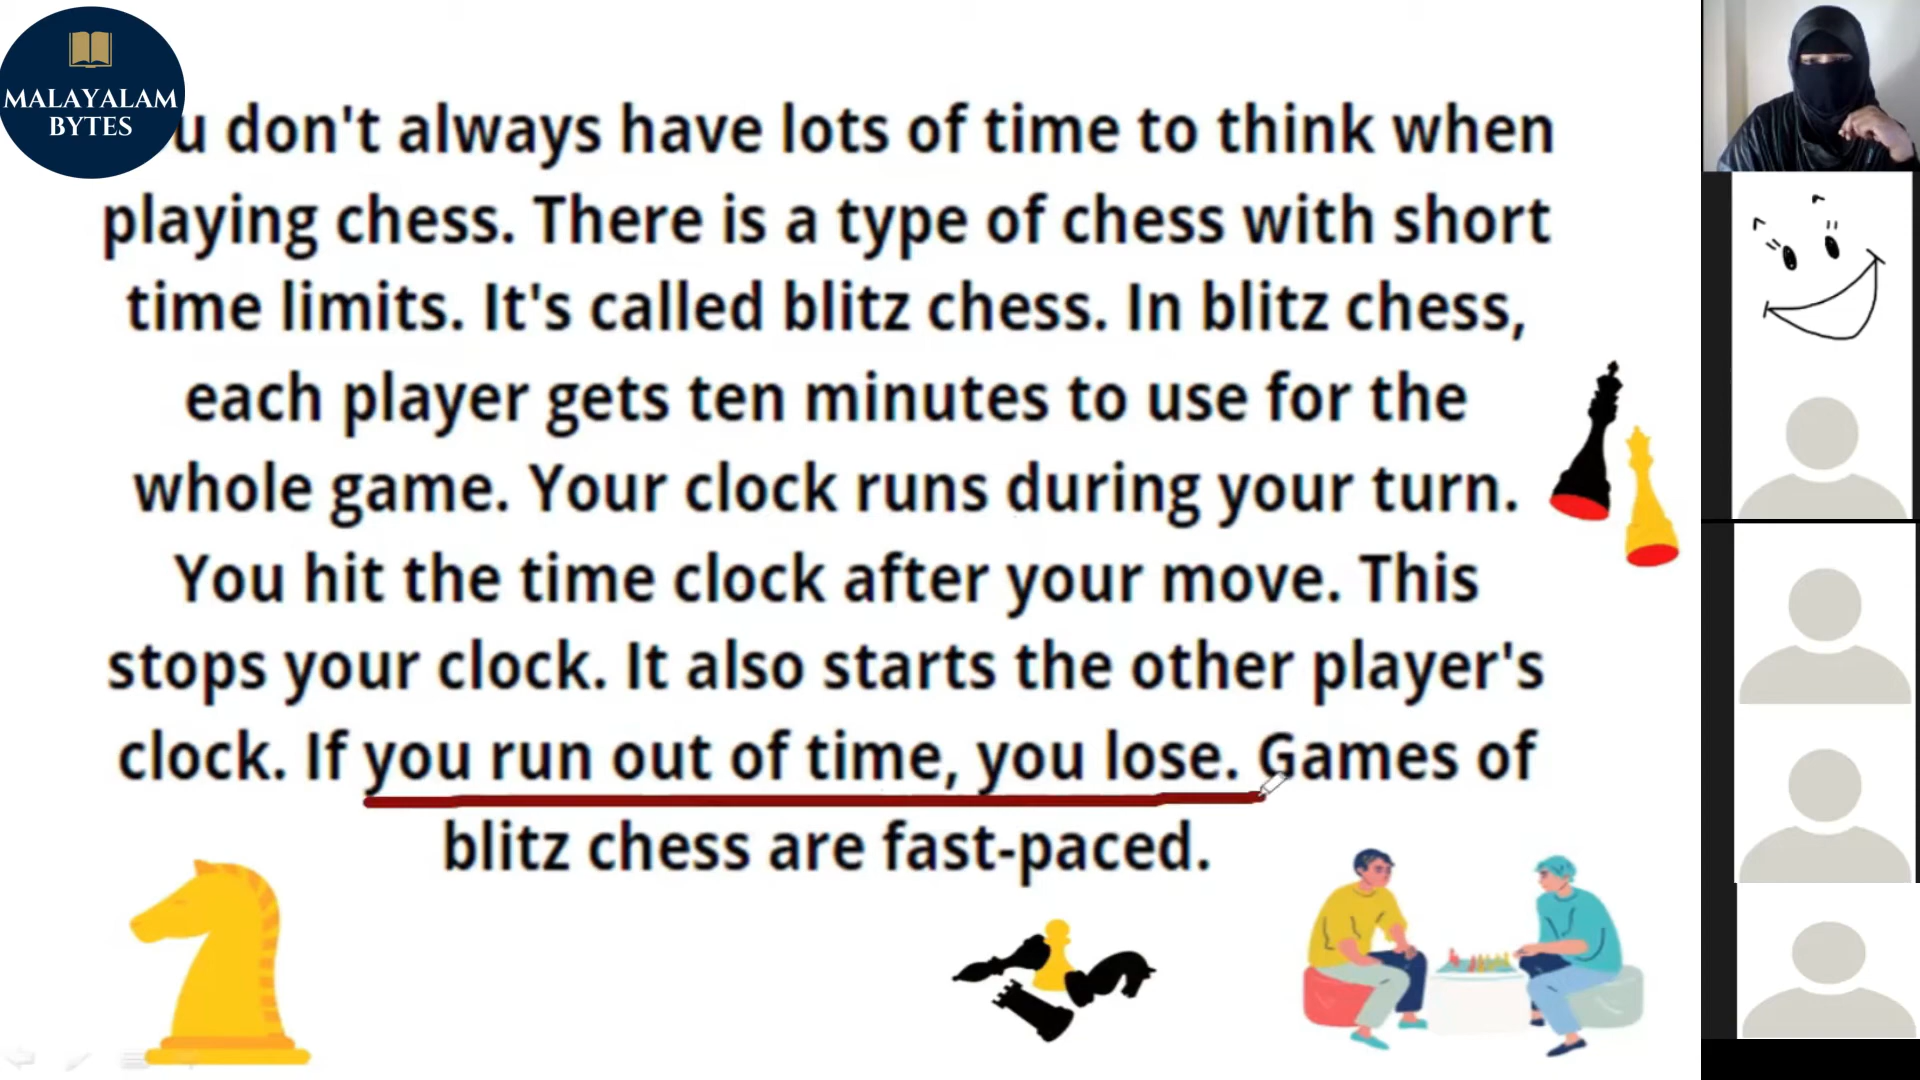 MALAYALAM
BYTES
u don't always have lots of time to think when
playing chess. There is a type of chess with short
time limits. It's called blitz chess. In blitz chess,
each player gets ten minutes to use for the
whole game. Your clock runs during your turn.
You hit the time clock after your move. This
stops your clock. It also starts the other player's
clock. If you run out of time, you lose. Games of
blitz chess are fast-paced.